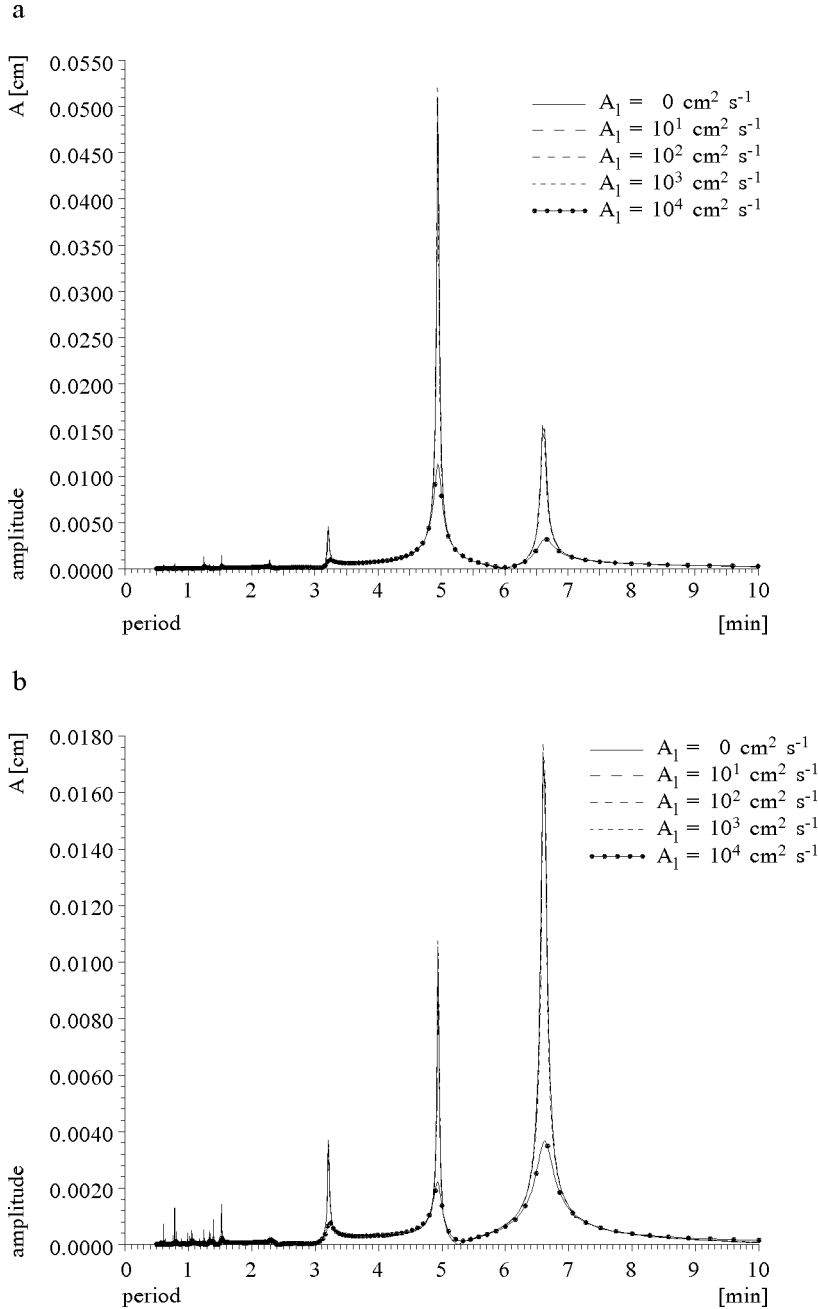 a
A [cm]
amplitude
0.0550
0.0500
0.0450
0.0400
0.0350
0.0300
0.0250
0.0200
0.0150
0.0100
0.0050
0.0000
A₁ = 0 cm² s⁻¹
A₁ = 10¹ cm² s⁻¹
A₁ = 10² cm² s⁻¹
A₁ = 10³ cm² s⁻¹
A₁ = 10⁴ cm² s⁻¹
0 1 2 3 4 5 6 7 8 9 10
period [min]
b
A [cm]
amplitude
0.0180
0.0160
0.0140
0.0120
0.0100
0.0080
0.0060
0.0040
0.0020
0.0000
A₁ = 0 cm² s⁻¹
A₁ = 10¹ cm² s⁻¹
A₁ = 10² cm² s⁻¹
A₁ = 10³ cm² s⁻¹
A₁ = 10⁴ cm² s⁻¹
0 1 2 3 4 5 6 7 8 9 10
period [min]